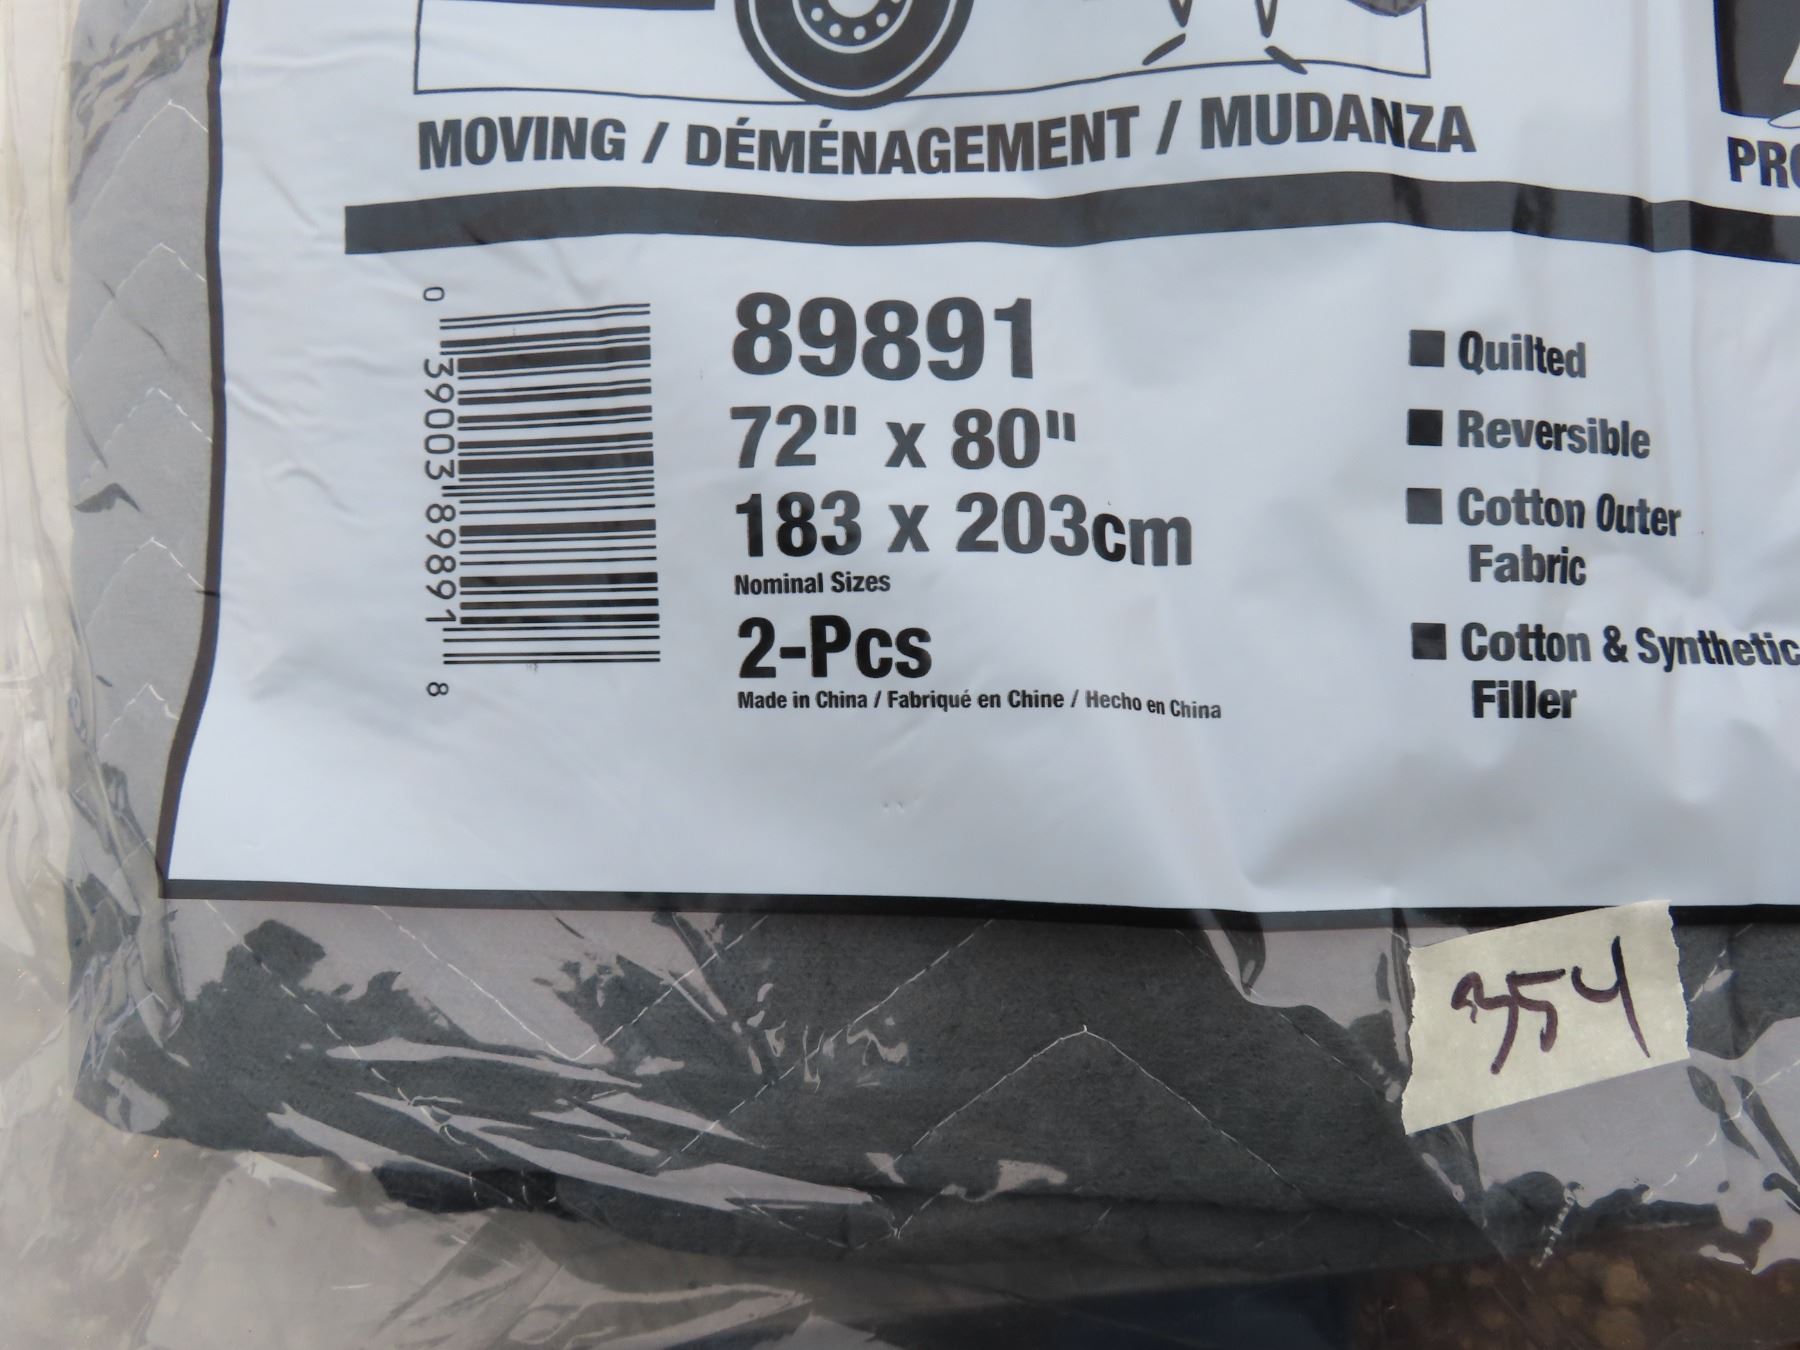 MOVING / DÉMÉNAGEMENT / MUDANZA
0 39003 89891 8
89891
72" x 80"
183 x 203cm
Nominal Sizes
2-Pcs
Made in China / Fabriqué en Chine / Hecho en China
■ Quilted
■ Reversible
■ Cotton Outer
Fabric
■ Cotton & Synthetic
Filler
354